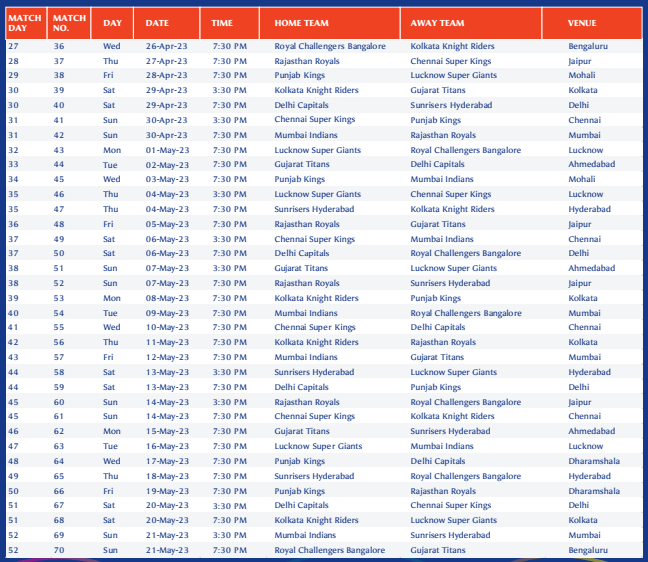 MATCH DAY MATCH NO. DAY DATE TIME HOME TEAM AWAY TEAM VENUE
27 36 Wed 26-Apr-23 7:30 PM Royal Challengers Bangalore Kolkata Knight Riders Bengaluru
28 37 Thu 27-Apr-23 7:30 PM Rajasthan Royals Chennai Super Kings Jaipur
29 38 Fri 28-Apr-23 7:30 PM Punjab Kings Lucknow Super Giants Mohali
30 39 Sat 29-Apr-23 3:30 PM Kolkata Knight Riders Gujarat Titans Kolkata
30 40 Sat 29-Apr-23 7:30 PM Delhi Capitals Sunrisers Hyderabad Delhi
31 41 Sun 30-Apr-23 3:30 PM Chennai Super Kings Punjab Kings Chennai
31 42 Sun 30-Apr-23 7:30 PM Mumbai Indians Rajasthan Royals Mumbai
32 43 Mon 01-May-23 7:30 PM Lucknow Super Giants Royal Challengers Bangalore Lucknow
33 44 Tue 02-May-23 7:30 PM Gujarat Titans Delhi Capitals Ahmedabad
34 45 Wed 03-May-23 7:30 PM Punjab Kings Mumbai Indians Mohali
35 46 Thu 04-May-23 3:30 PM Lucknow Super Giants Chennai Super Kings Lucknow
35 47 Thu 04-May-23 7:30 PM Sunrisers Hyderabad Kolkata Knight Riders Hyderabad
36 48 Fri 05-May-23 7:30 PM Rajasthan Royals Gujarat Titans Jaipur
37 49 Sat 06-May-23 3:30 PM Chennai Super Kings Mumbai Indians Chennai
37 50 Sat 06-May-23 7:30 PM Delhi Capitals Royal Challengers Bangalore Delhi
38 51 Sun 07-May-23 3:30 PM Gujarat Titans Lucknow Super Giants Ahmedabad
38 52 Sun 07-May-23 7:30 PM Rajasthan Royals Sunrisers Hyderabad Jaipur
39 53 Mon 08-May-23 7:30 PM Kolkata Knight Riders Punjab Kings Kolkata
40 54 Tue 09-May-23 7:30 PM Mumbai Indians Royal Challengers Bangalore Mumbai
41 55 Wed 10-May-23 7:30 PM Chennai Super Kings Delhi Capitals Chennai
42 56 Thu 11-May-23 7:30 PM Kolkata Knight Riders Rajasthan Royals Kolkata
43 57 Fri 12-May-23 7:30 PM Mumbai Indians Gujarat Titans Mumbai
44 58 Sat 13-May-23 3:30 PM Sunrisers Hyderabad Lucknow Super Giants Hyderabad
44 59 Sat 13-May-23 7:30 PM Delhi Capitals Punjab Kings Delhi
45 60 Sun 14-May-23 3:30 PM Rajasthan Royals Royal Challengers Bangalore Jaipur
45 61 Sun 14-May-23 7:30 PM Chennai Super Kings Kolkata Knight Riders Chennai
46 62 Mon 15-May-23 7:30 PM Gujarat Titans Sunrisers Hyderabad Ahmedabad
47 63 Tue 16-May-23 7:30 PM Lucknow Super Giants Mumbai Indians Lucknow
48 64 Wed 17-May-23 7:30 PM Punjab Kings Delhi Capitals Dharamshala
49 65 Thu 18-May-23 7:30 PM Sunrisers Hyderabad Royal Challengers Bangalore Hyderabad
50 66 Fri 19-May-23 7:30 PM Punjab Kings Rajasthan Royals Dharamshala
51 67 Sat 20-May-23 3:30 PM Delhi Capitals Chennai Super Kings Delhi
51 68 Sat 20-May-23 7:30 PM Kolkata Knight Riders Lucknow Super Giants Kolkata
52 69 Sun 21-May-23 3:30 PM Mumbai Indians Sunrisers Hyderabad Mumbai
52 70 Sun 21-May-23 7:30 PM Royal Challengers Bangalore Gujarat Titans Bengaluru